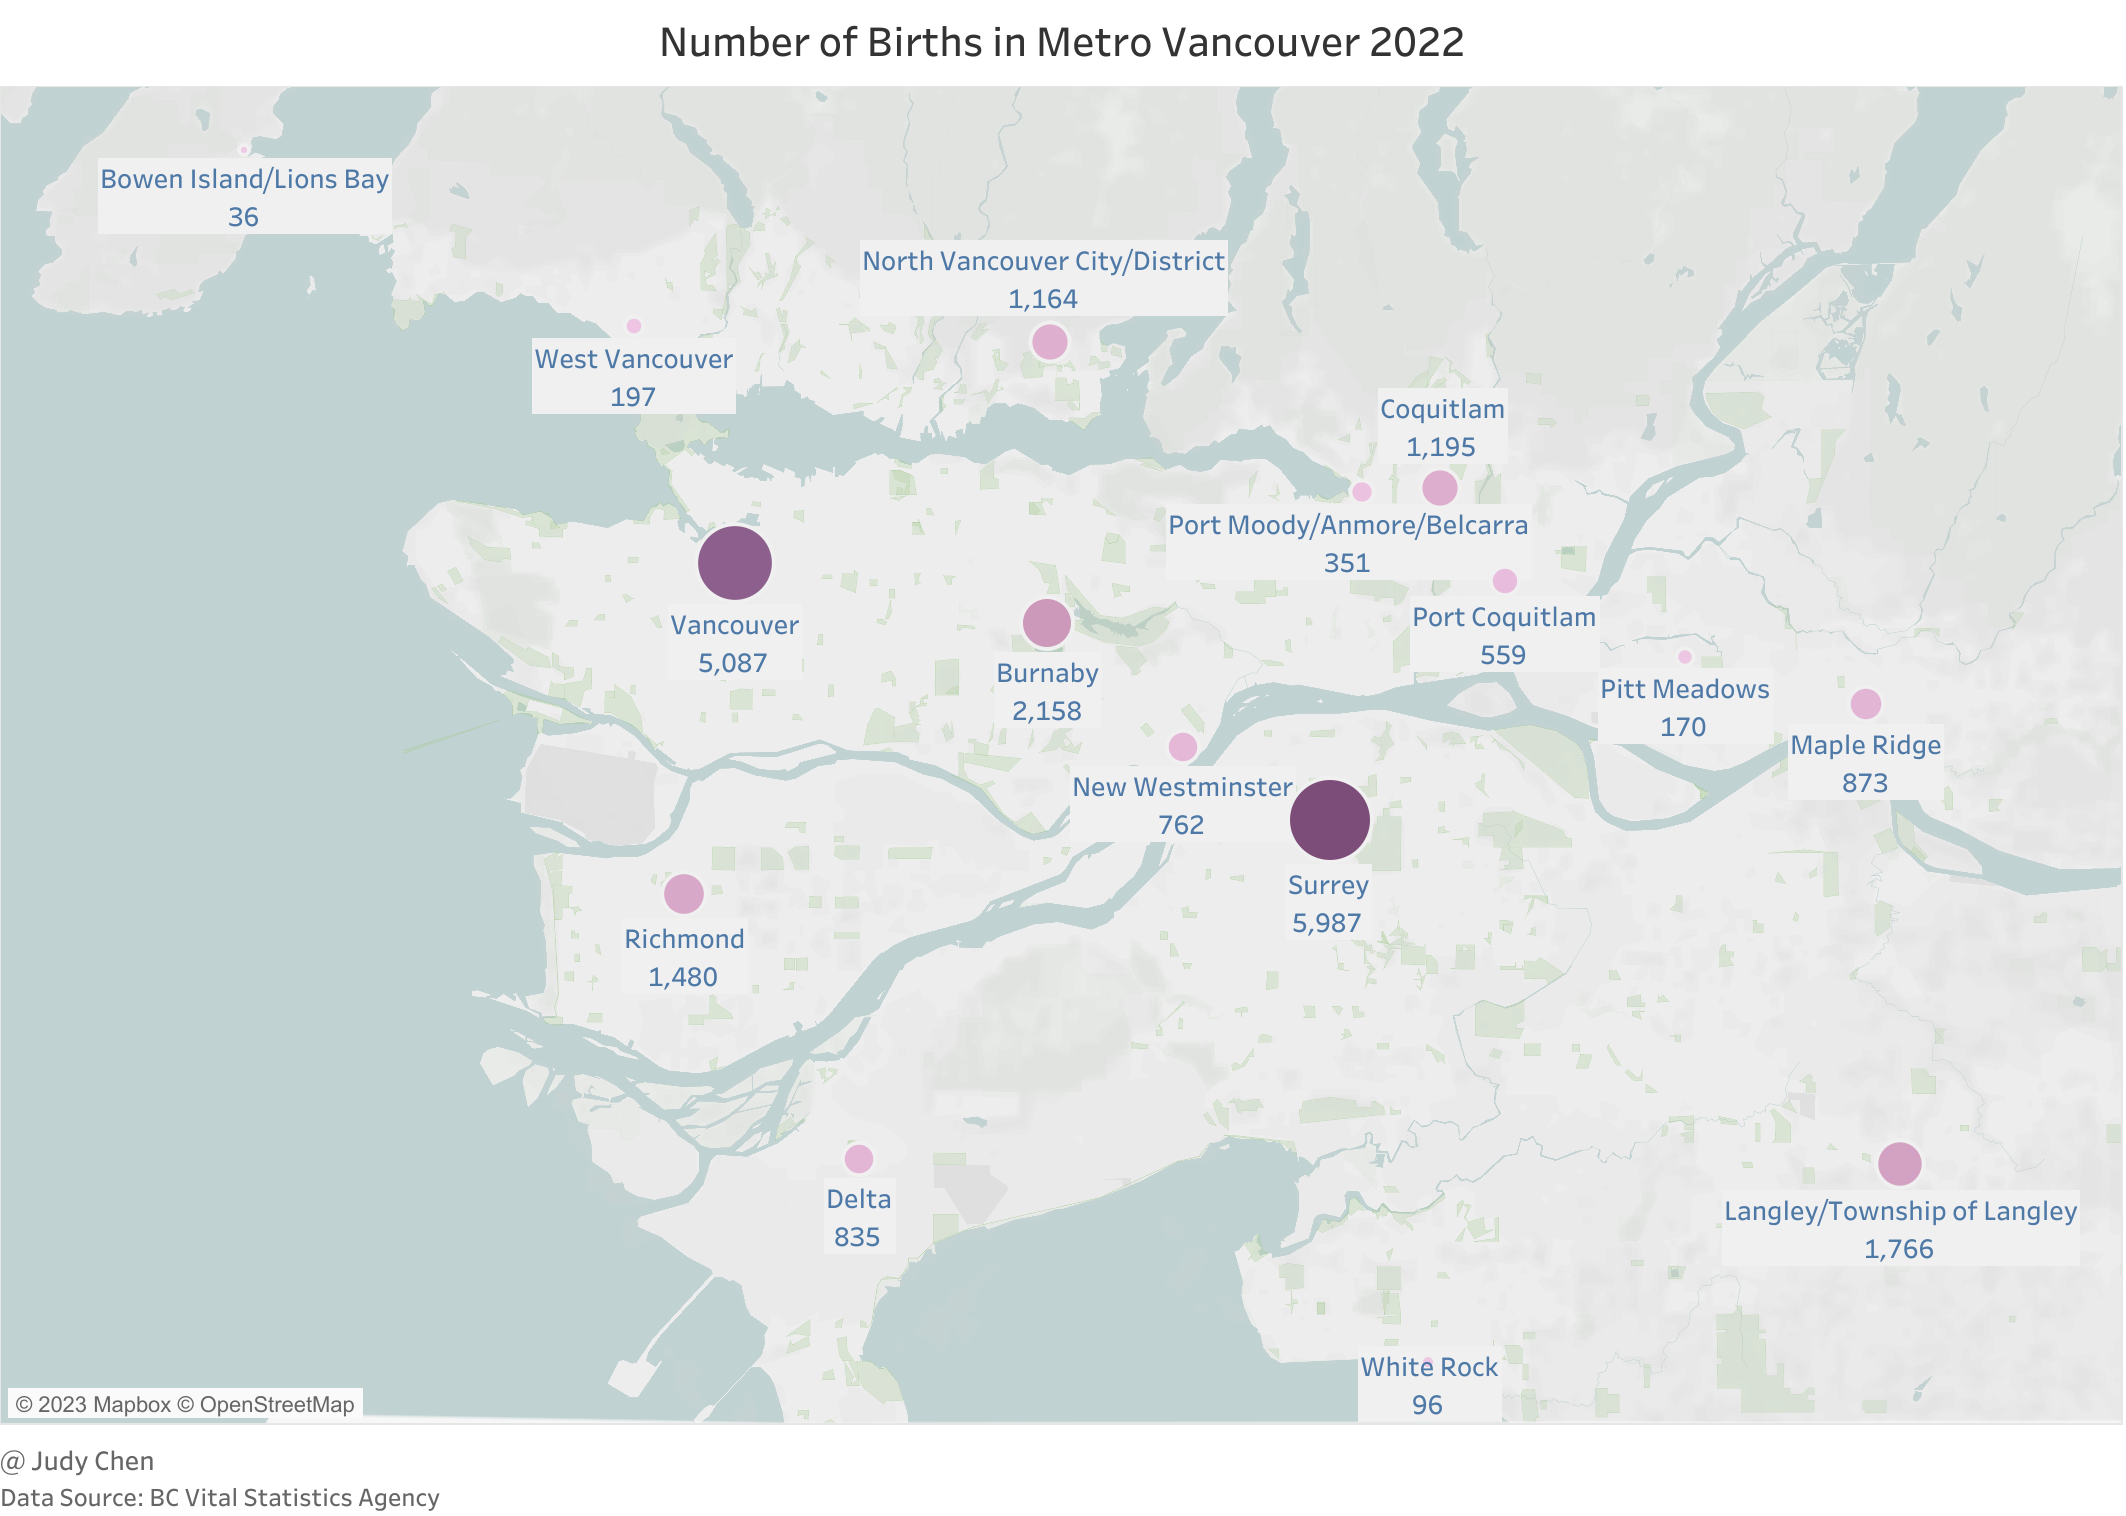 Number of Births in Metro Vancouver 2022
Bowen Island/Lions Bay
36
North Vancouver City/District
1,164
West Vancouver
197
Coquitlam
1,195
Port Moody/Anmore/Belcarra
351
Vancouver
5,087
Burnaby
2,158
Port Coquitlam
559
Pitt Meadows
170
Maple Ridge
873
New Westminster
762
Surrey
5,987
Richmond
1,480
Delta
835
Langley/Township of Langley
1,766
White Rock
96
© 2023 Mapbox © OpenStreetMap
@ Judy Chen
Data Source: BC Vital Statistics Agency